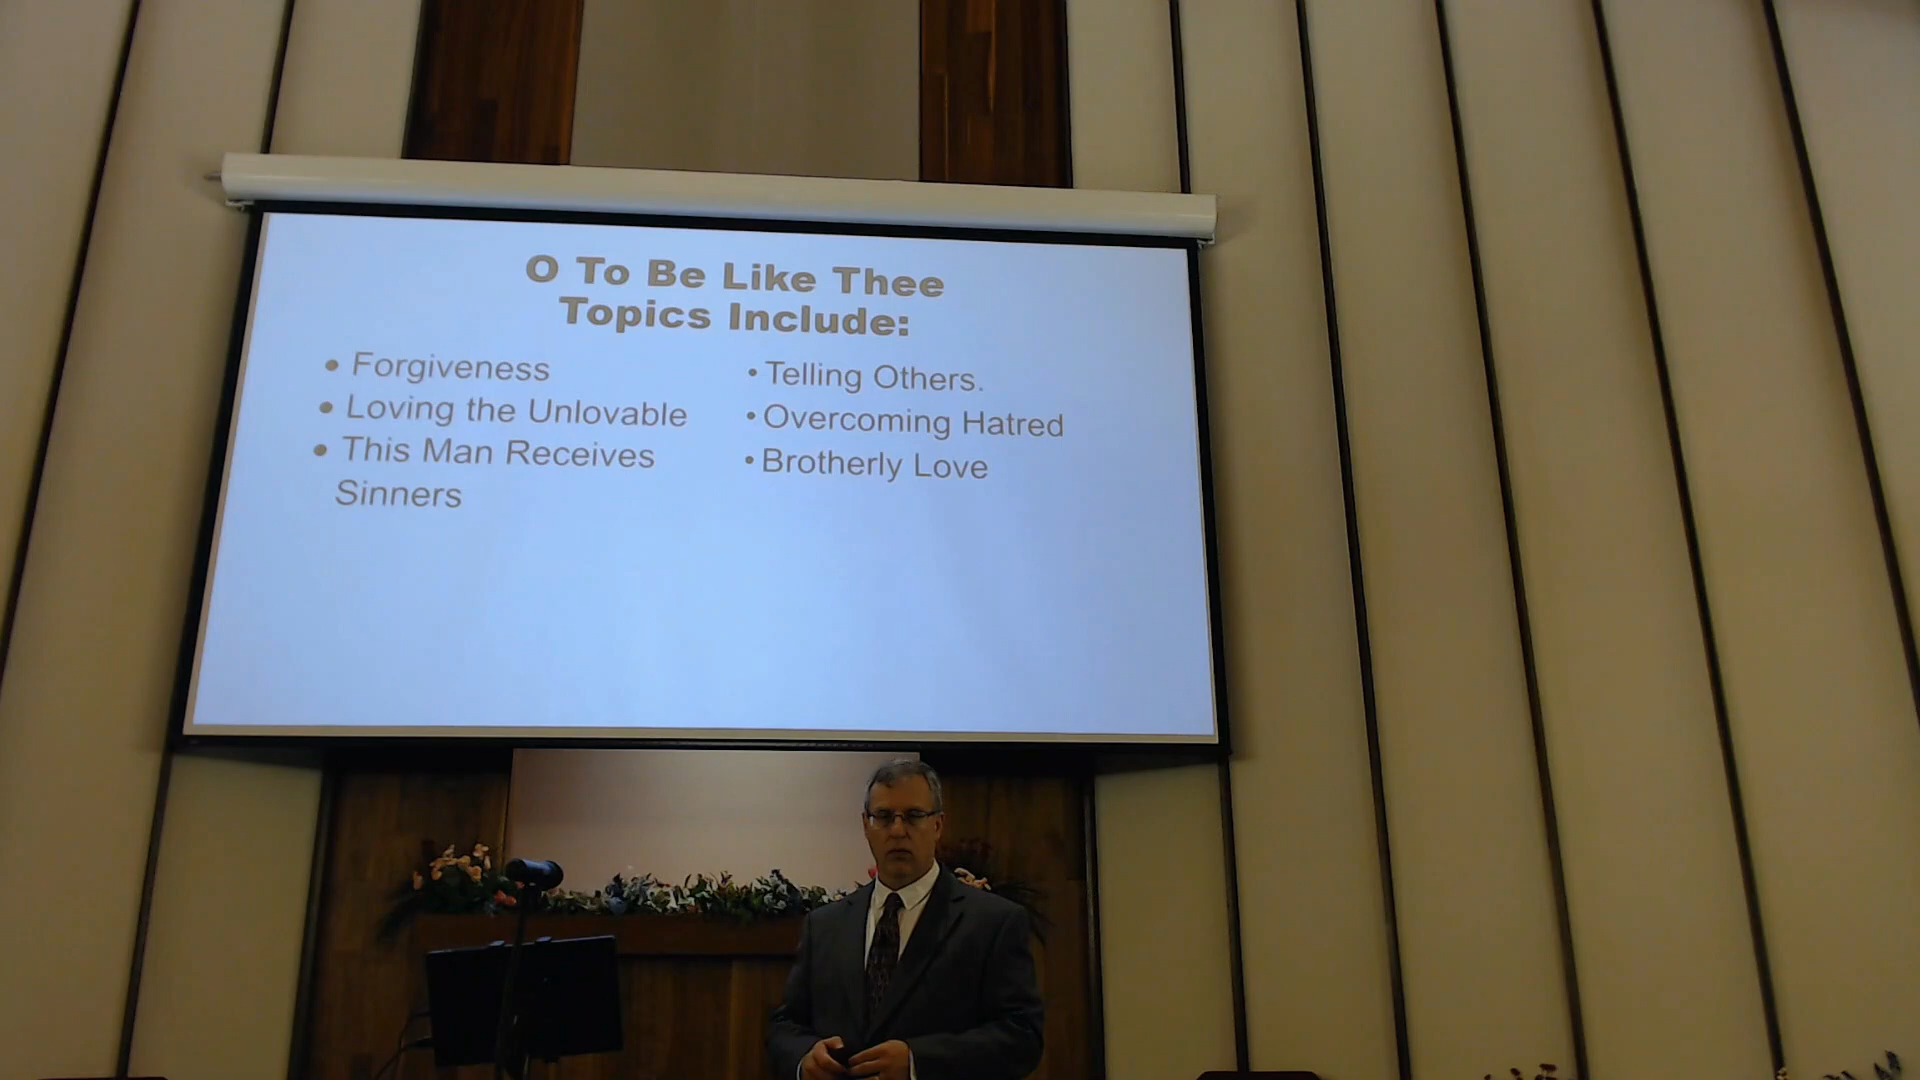 O To Be Like Thee
Topics Include:
• Forgiveness
• Loving the Unlovable
• This Man Receives
Sinners
• Telling Others.
• Overcoming Hatred
• Brotherly Love